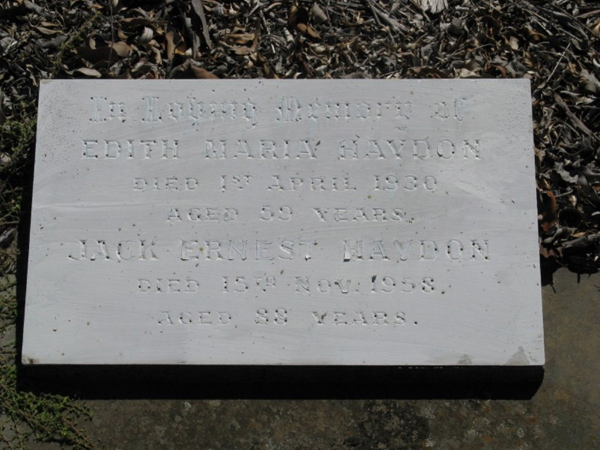 In Loving Memory of
EDITH MARIA HAYDON
DIED 1ST APRIL 1930
AGED 59 YEARS.
JACK ERNEST HAYDON
DIED 15TH NOV. 1958.
AGED 88 YEARS.